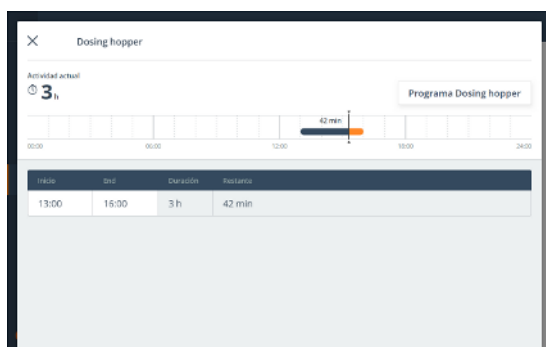 Dosing hopper
Actividad actual
3 h
Programa Dosing hopper
42 min
00:00 06:00 12:00 18:00 24:00
Inicio End Duración Restante
13:00 16:00 3 h 42 min